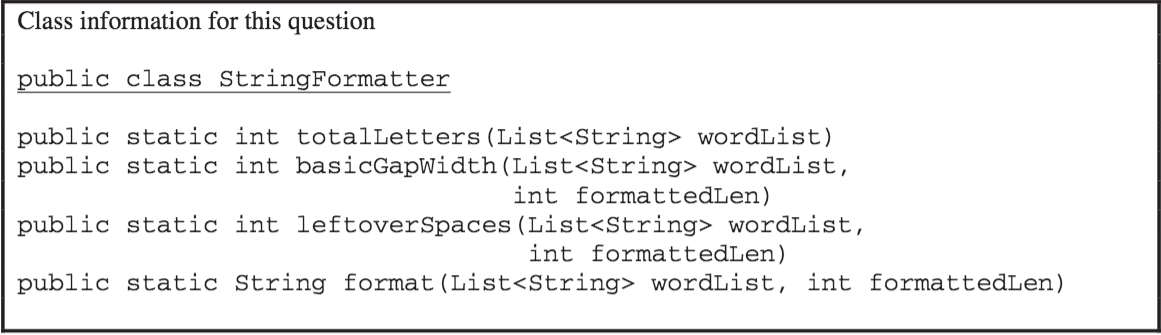 Class information for this question
public class StringFormatter
public static int totalLetters(List<String> wordList)
public static int basicGapWidth(List<String> wordList,
int formattedLen)
public static int leftoverSpaces(List<String> wordList,
int formattedLen)
public static String format(List<String> wordList, int formattedLen)